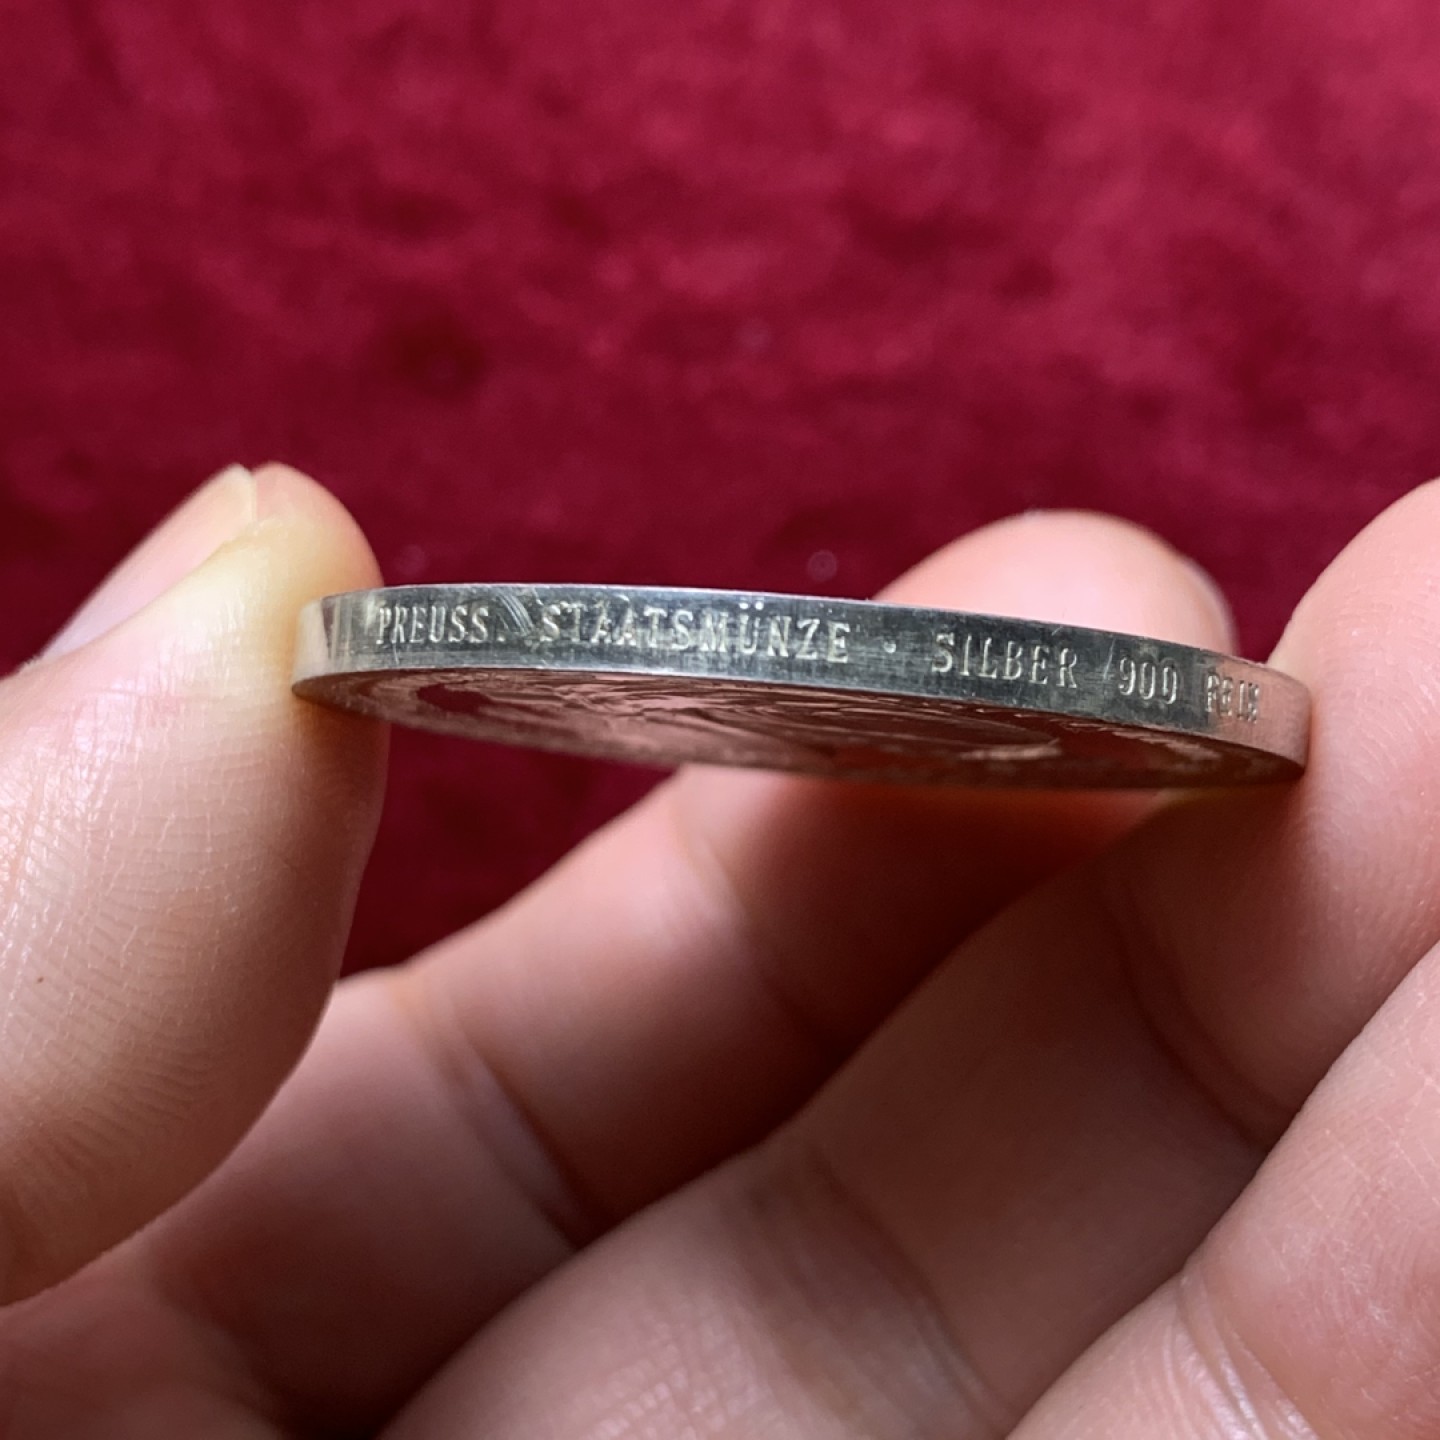 PREUSS. STAATSMÜNZE · SILBER 900 FEIN